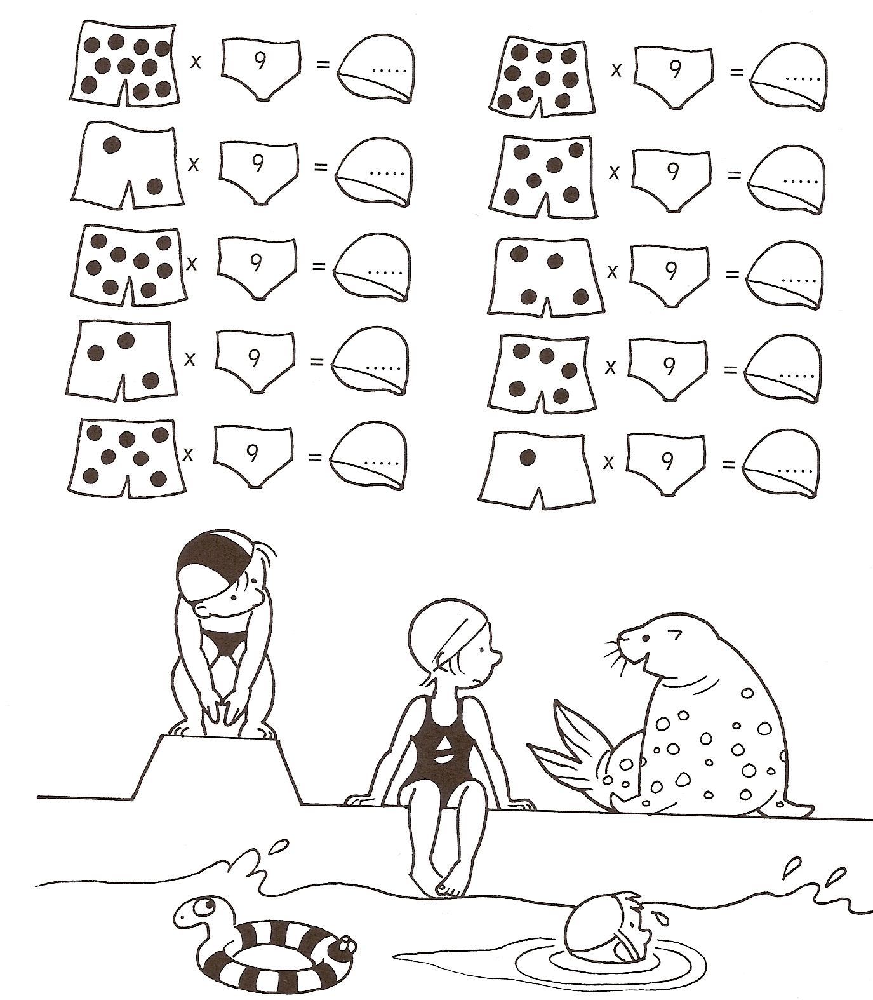 x 9 = ..... x 9 = .....
x 9 = ..... x 9 = .....
x 9 = ..... x 9 = .....
x 9 = ..... x 9 = .....
x 9 = ..... x 9 = .....